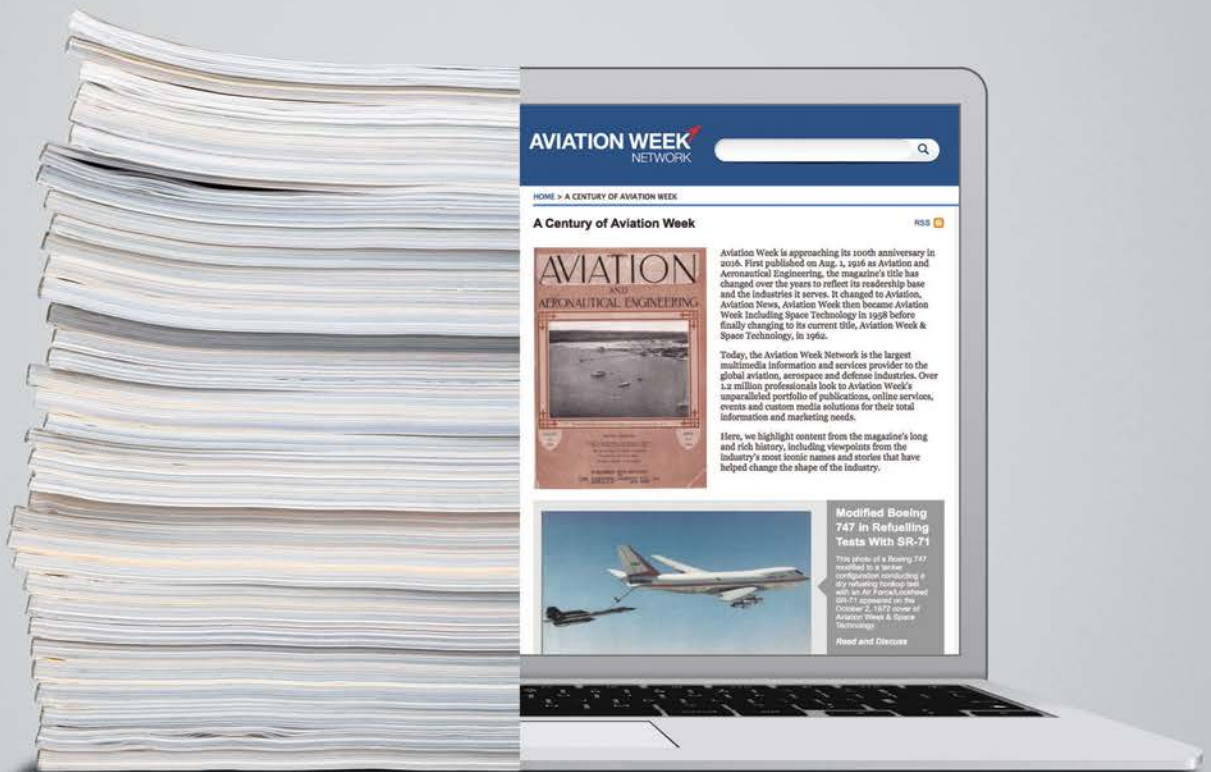 AVIATION WEEK
NETWORK
HOME > A CENTURY OF AVIATION WEEK
A Century of Aviation Week
RSS
AVIATION
AND
AERONAUTICAL ENGINEERING
Aviation Week is approaching its 100th anniversary in
2016. First published on Aug. 1, 1916 as Aviation and
Aeronautical Engineering, the magazine's title has
changed over the years to reflect its readership base
and the industries it serves. It changed to Aviation,
Aviation News, Aviation Week then became Aviation
Week Including Space Technology in 1958 before
finally changing to its current title, Aviation Week &
Space Technology, in 1962.
Today, the Aviation Week Network is the largest
multimedia information and services provider to the
global aviation, aerospace and defense industries. Over
1.2 million professionals look to Aviation Week's
unparalleled portfolio of publications, online services,
events and custom media solutions for their total
information and marketing needs.
Here, we highlight content from the magazine's long
and rich history, including viewpoints from the
industry's most iconic names and stories that have
helped change the shape of the industry.
Modified Boeing
747 in Refuelling
Tests With SR-71
This photo of a Boeing 747
modified to a tanker
configuration conducting a
dry refueling hookup test
with an Air Force/Lockheed
SR-71 appeared on the
October 2, 1972 cover of
Aviation Week & Space
Technology.
Read and Discuss